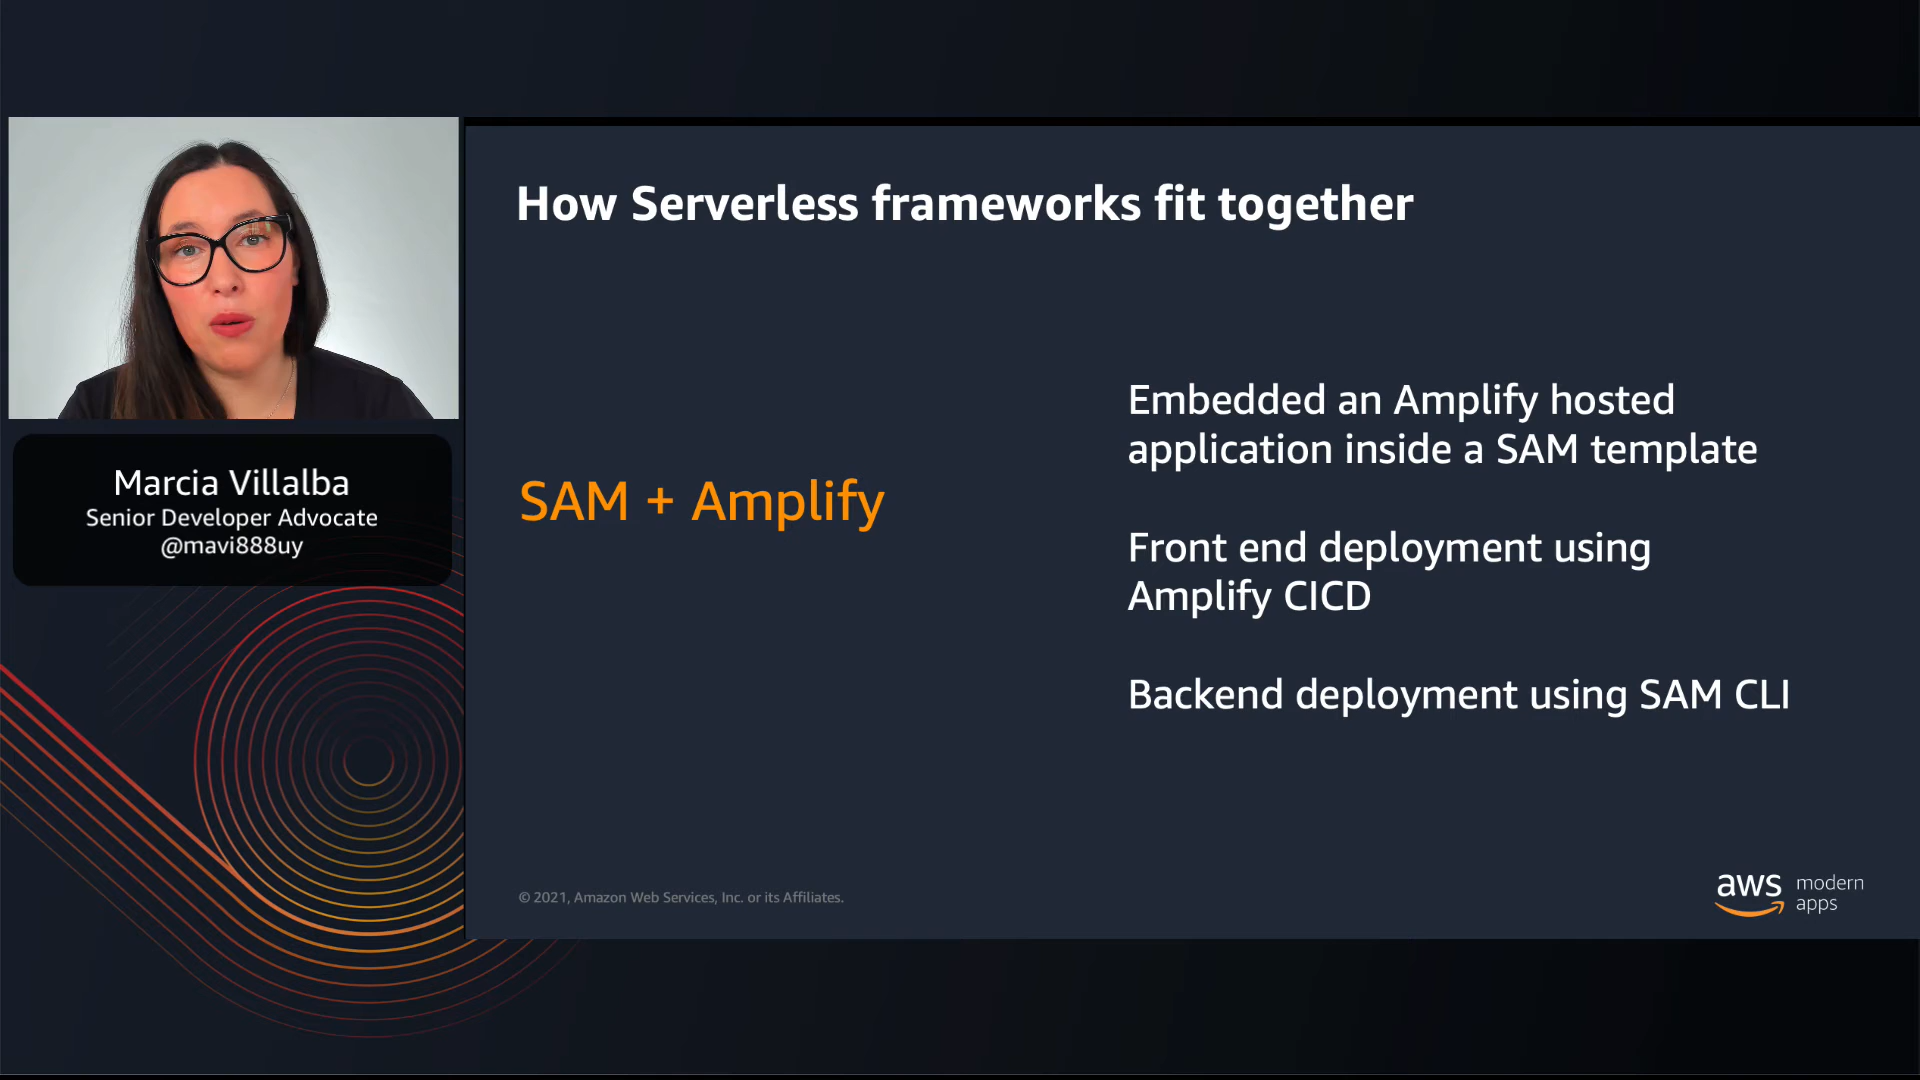 Marcia Villalba
Senior Developer Advocate
@mavi888uy
How Serverless frameworks fit together
SAM + Amplify
Embedded an Amplify hosted
application inside a SAM template
Front end deployment using
Amplify CICD
Backend deployment using SAM CLI
© 2021, Amazon Web Services, Inc. or its Affiliates.
aws modern
apps